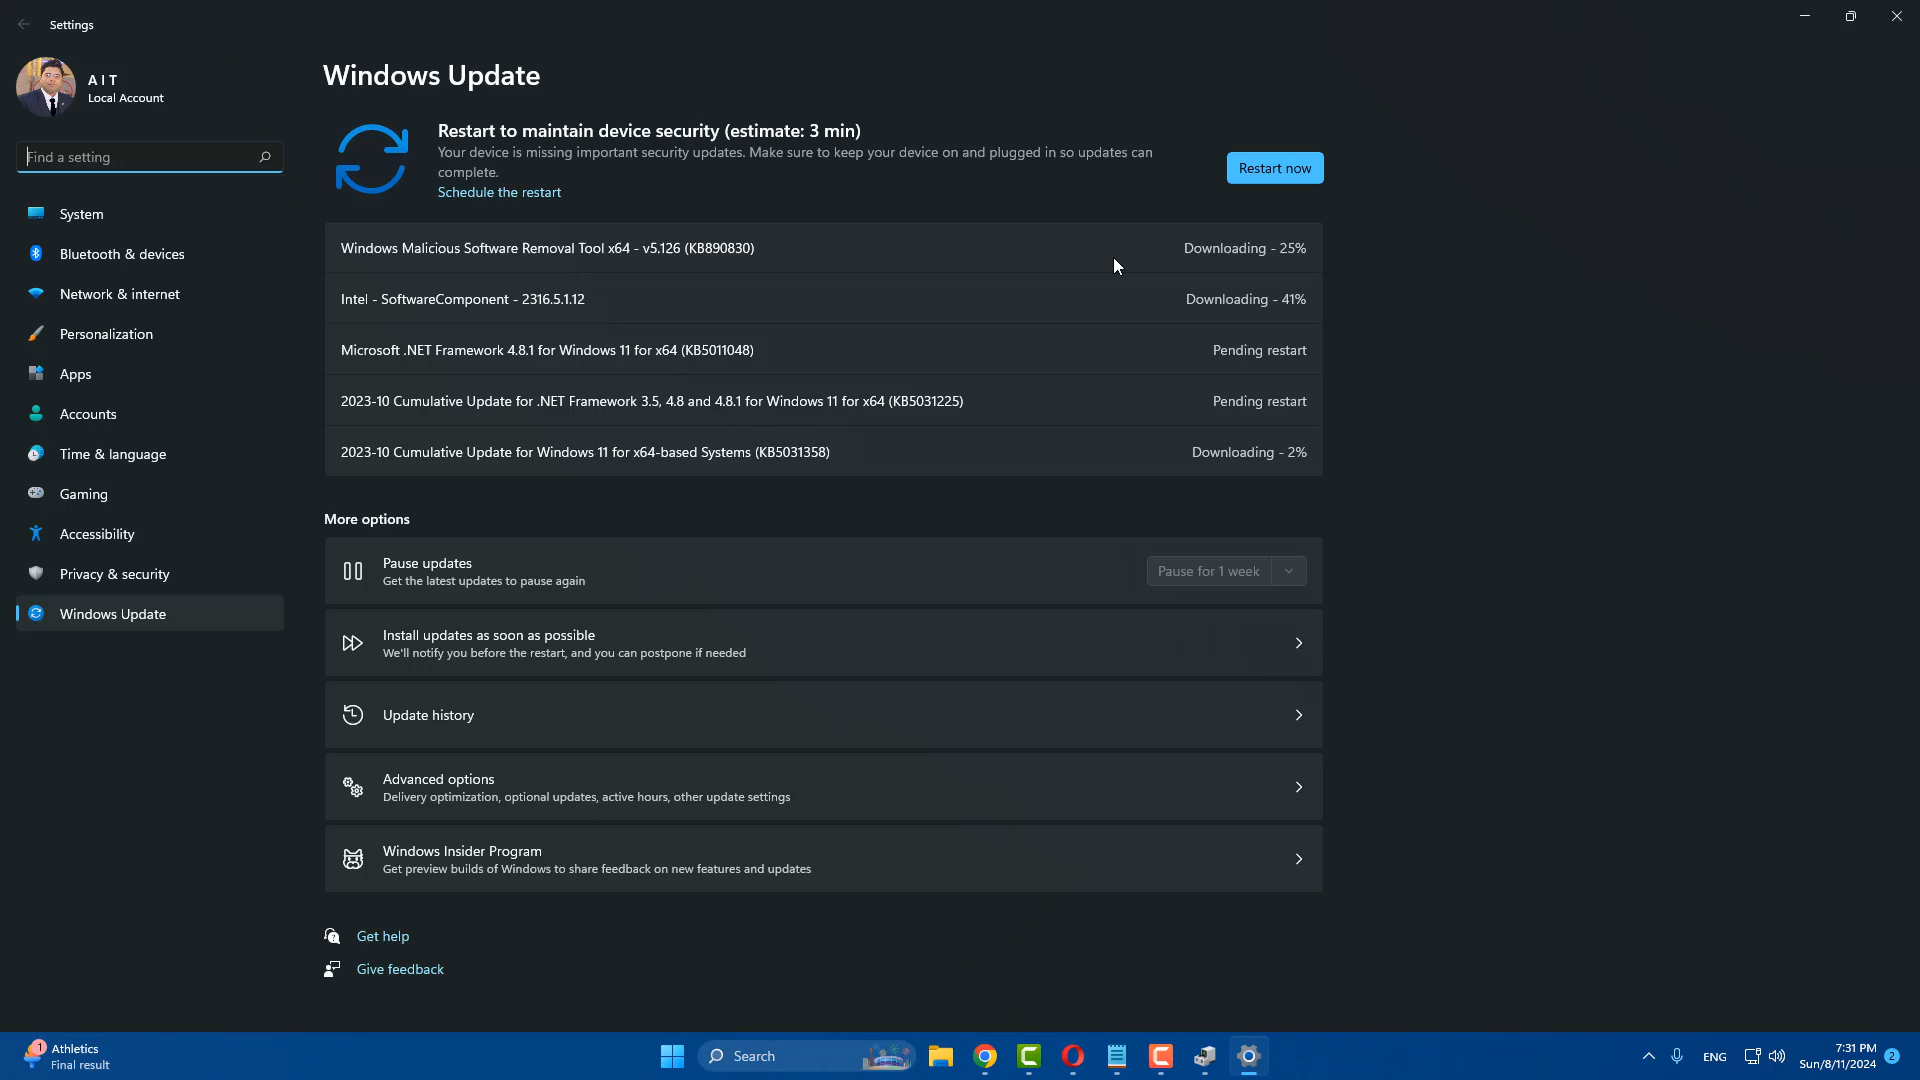 Settings
A I T
Local Account
Find a setting
System
Bluetooth & devices
Network & internet
Personalization
Apps
Accounts
Time & language
Gaming
Accessibility
Privacy & security
Windows Update
Windows Update
Restart to maintain device security (estimate: 3 min)
Your device is missing important security updates. Make sure to keep your device on and plugged in so updates can
complete.
Schedule the restart
Restart now
Windows Malicious Software Removal Tool x64 - v5.126 (KB890830)
Downloading - 25%
Intel - SoftwareComponent - 2316.5.1.12
Downloading - 41%
Microsoft .NET Framework 4.8.1 for Windows 11 for x64 (KB5011048)
Pending restart
2023-10 Cumulative Update for .NET Framework 3.5, 4.8 and 4.8.1 for Windows 11 for x64 (KB5031225)
Pending restart
2023-10 Cumulative Update for Windows 11 for x64-based Systems (KB5031358)
Downloading - 2%
More options
Pause updates
Get the latest updates to pause again
Pause for 1 week
Install updates as soon as possible
We'll notify you before the restart, and you can postpone if needed
Update history
Advanced options
Delivery optimization, optional updates, active hours, other update settings
Windows Insider Program
Get preview builds of Windows to share feedback on new features and updates
Get help
Give feedback
1
Athletics
Final result
Search
ENG
7:31 PM
Sun/8/11/2024
2